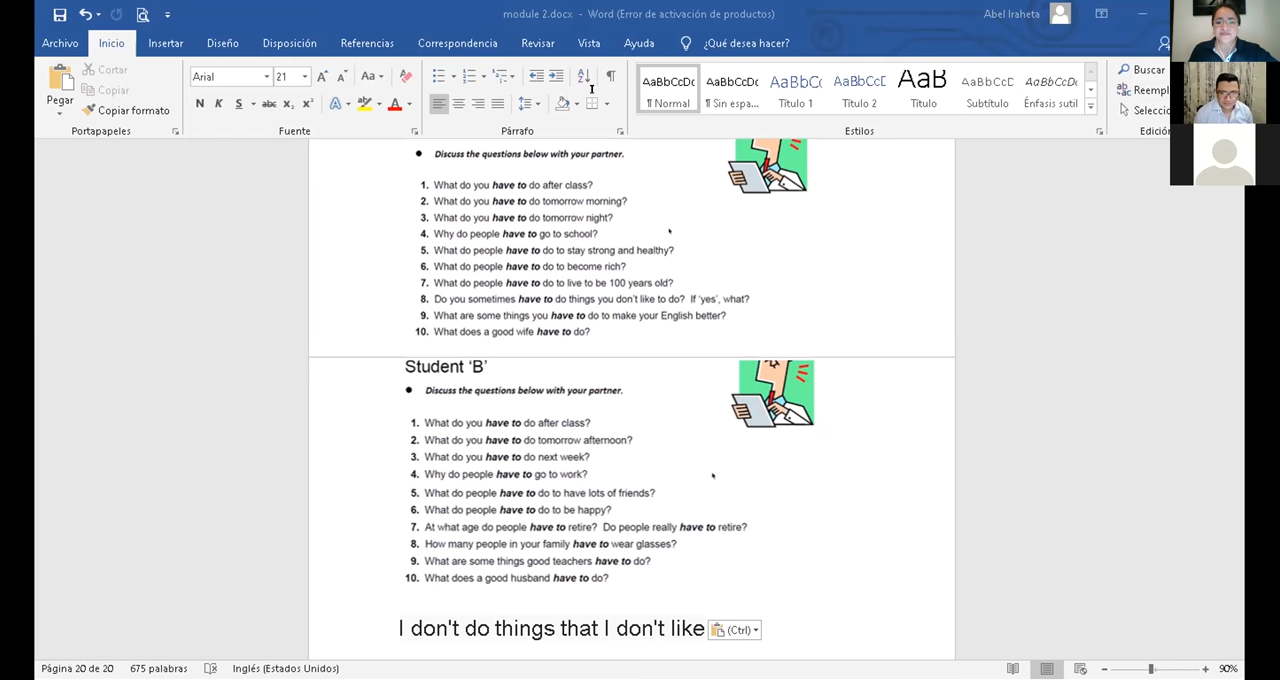 module 2.docx - Word (Error de activación de productos)
Abel Iraheta
Archivo Inicio Insertar Diseño Disposición Referencias Correspondencia Revisar Vista Ayuda ¿Qué desea hacer?
Pegar
Cortar
Copiar
Copiar formato
Portapapeles
Arial 21
Fuente
Párrafo
AaBbCcDc AaBbCcDc AaBbCc AaBbCcD AaB AaBbCcD AaBbCcDc
¶ Normal ¶ Sin espa... Título 1 Título 2 Título Subtítulo Énfasis sutil
Estilos
Buscar
Reempl
Selecci
Edición
Discuss the questions below with your partner.
1. What do you have to do after class?
2. What do you have to do tomorrow morning?
3. What do you have to do tomorrow night?
4. Why do people have to go to school?
5. What do people have to do to stay strong and healthy?
6. What do people have to do to become rich?
7. What do people have to do to live to be 100 years old?
8. Do you sometimes have to do things you don't like to do? If 'yes', what?
9. What are some things you have to do to make your English better?
10. What does a good wife have to do?
Student 'B'
Discuss the questions below with your partner.
1. What do you have to do after class?
2. What do you have to do tomorrow afternoon?
3. What do you have to do next week?
4. Why do people have to go to work?
5. What do people have to do to have lots of friends?
6. What do people have to do to be happy?
7. At what age do people have to retire? Do people really have to retire?
8. How many people in your family have to wear glasses?
9. What are some things good teachers have to do?
10. What does a good husband have to do?
I don't do things that I don't like
(Ctrl)
Página 20 de 20 675 palabras Inglés (Estados Unidos) 90%